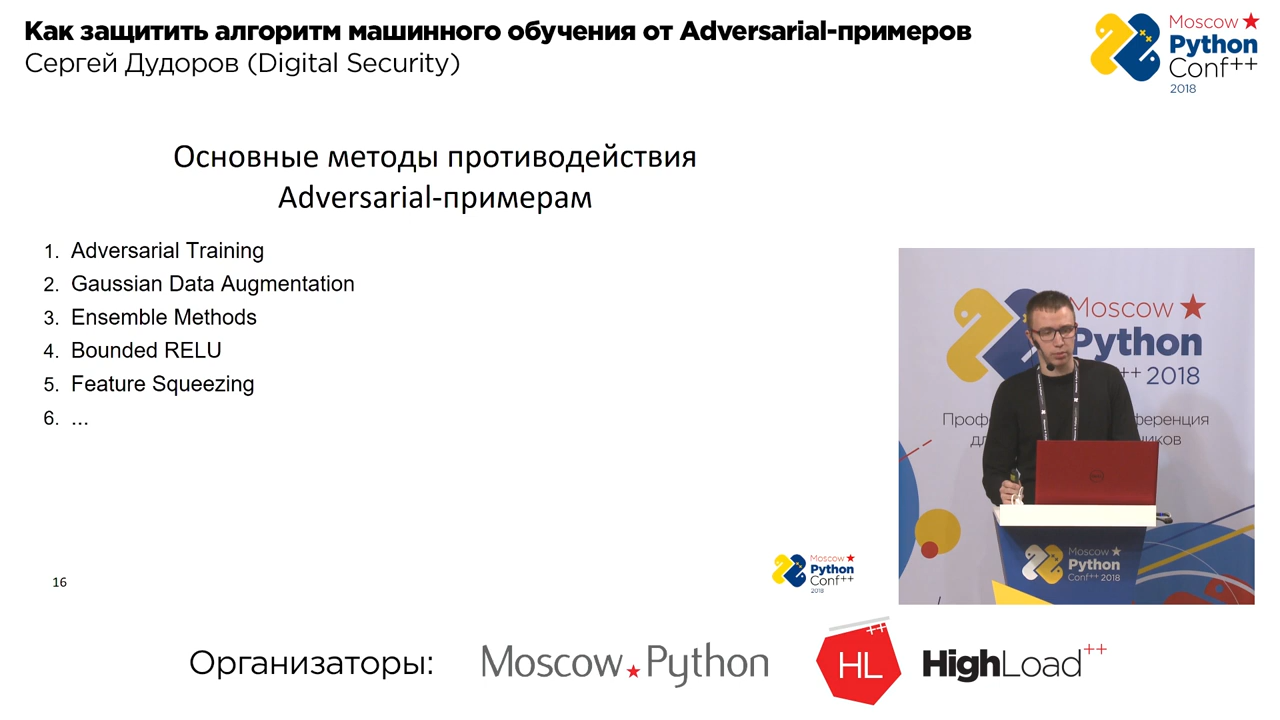 Как защитить алгоритм машинного обучения от Adversarial-примеров
Сергей Дудоров (Digital Security)
Moscow
Python
Conf++
2018
Основные методы противодействия
Adversarial-примерам
1. Adversarial Training
2. Gaussian Data Augmentation
3. Ensemble Methods
4. Bounded RELU
5. Feature Squeezing
6. ...
Moscow
Python
++ 2018
Moscow
Python
Conf++ 2018
16
Moscow
Python
Conf++
2018
Организаторы:
Moscow Python
HL++
HighLoad++